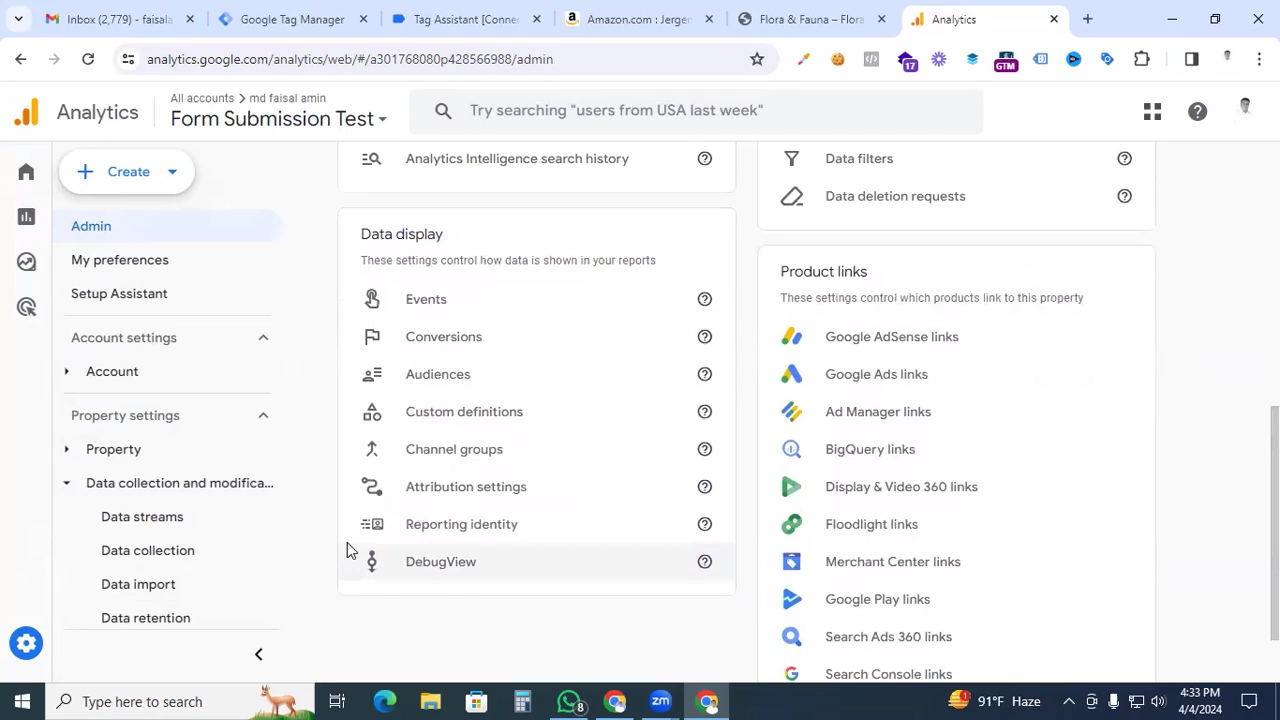 Inbox (2,779) - faisala
Google Tag Manager
Tag Assistant [Connec
Amazon.com : Jergen
Flora & Fauna – Flora
Analytics
analytics.google.com/analytics/web/#/a301768080p428566988/admin
17
GTM
Analytics
All accounts > md faisal amin
Form Submission Test
Try searching "users from USA last week"
Create
Admin
My preferences
Setup Assistant
Account settings
Account
Property settings
Property
Data collection and modifica...
Data streams
Data collection
Data import
Data retention
Analytics Intelligence search history
Data display
These settings control how data is shown in your reports
Events
Conversions
Audiences
Custom definitions
Channel groups
Attribution settings
Reporting identity
DebugView
Data filters
Data deletion requests
Product links
These settings control which products link to this property
Google AdSense links
Google Ads links
Ad Manager links
BigQuery links
Display & Video 360 links
Floodlight links
Merchant Center links
Google Play links
Search Ads 360 links
Search Console links
Type here to search
8
zm
1
91°F Haze
4:33 PM
4/4/2024